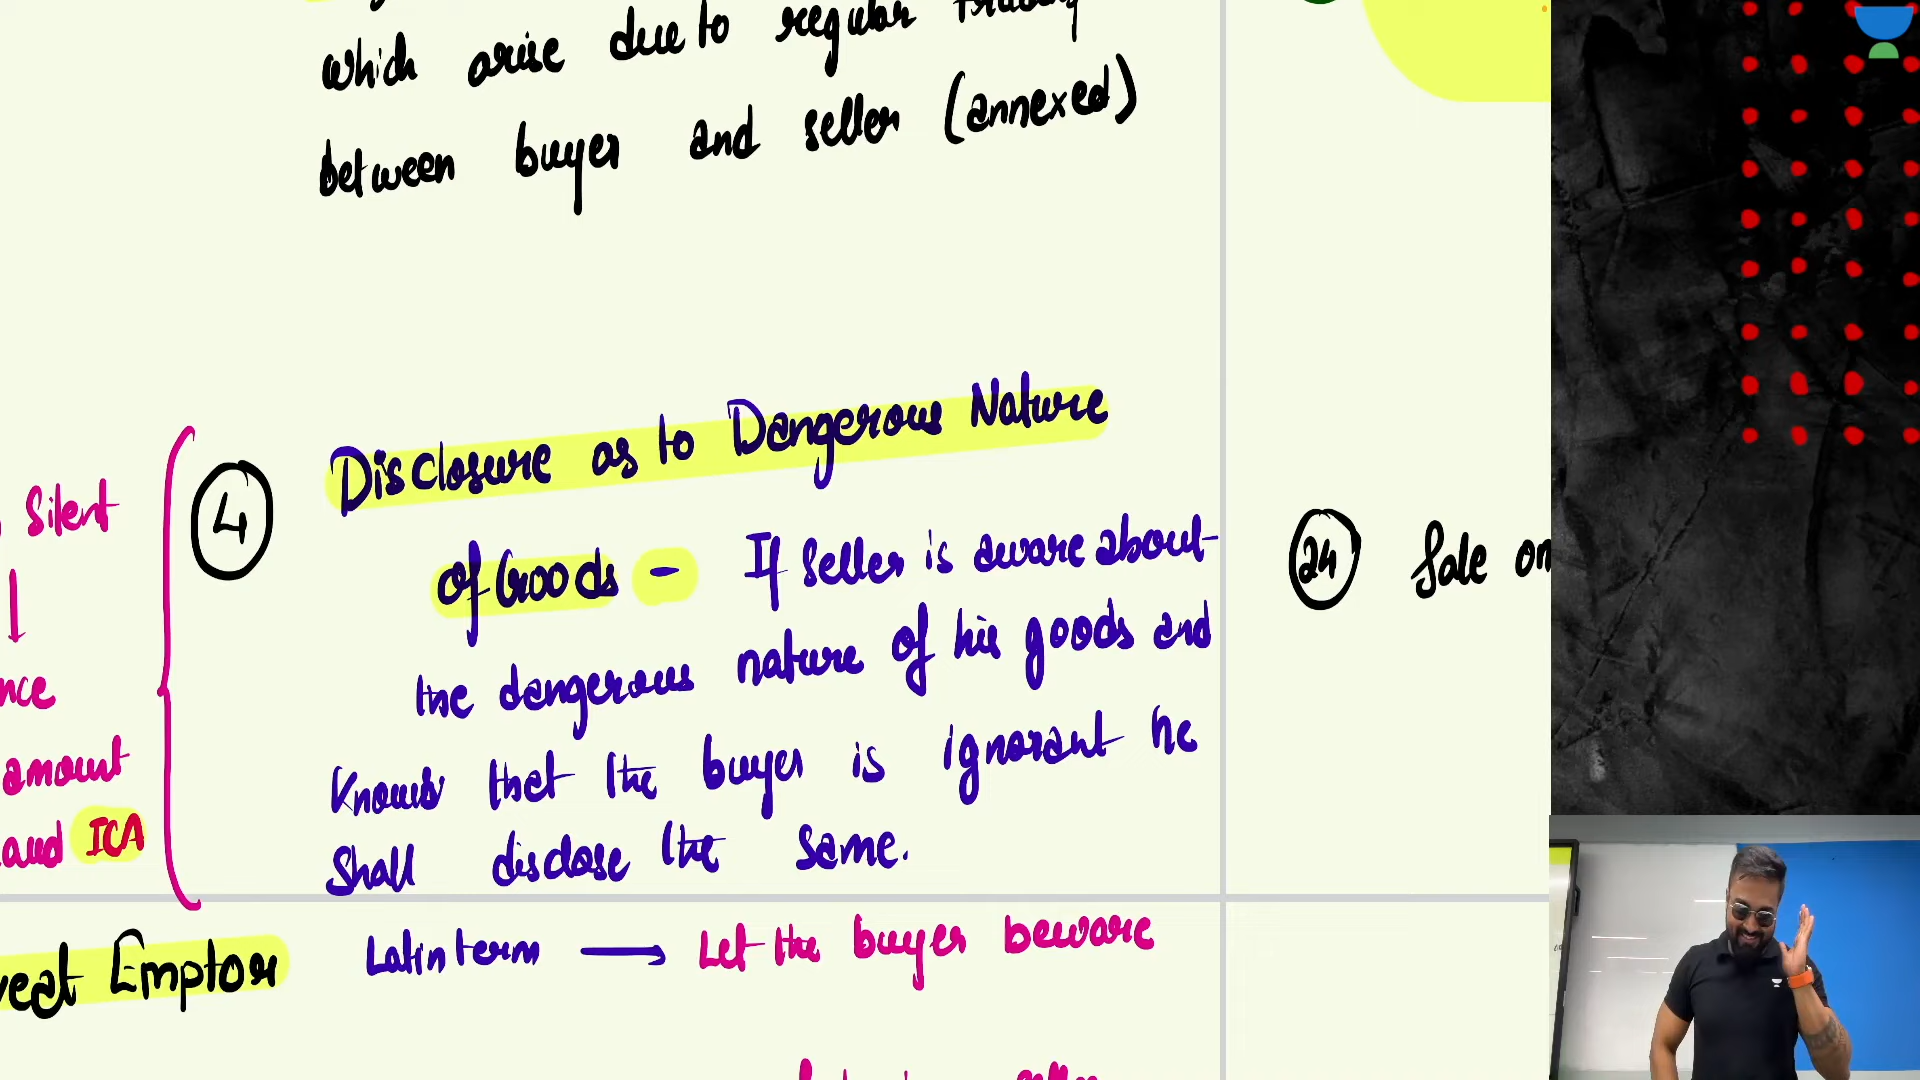 which arise due to regular trading
between buyer and seller (annexed)
Silent
4
Disclosure as to Dangerous Nature
of Goods - If seller is aware about
the dangerous nature of his goods and
knows that the buyer is ignorant he
shall disclose the same.
amount
ICA
24 Sale on
Emptor Latin term → Let the buyer beware